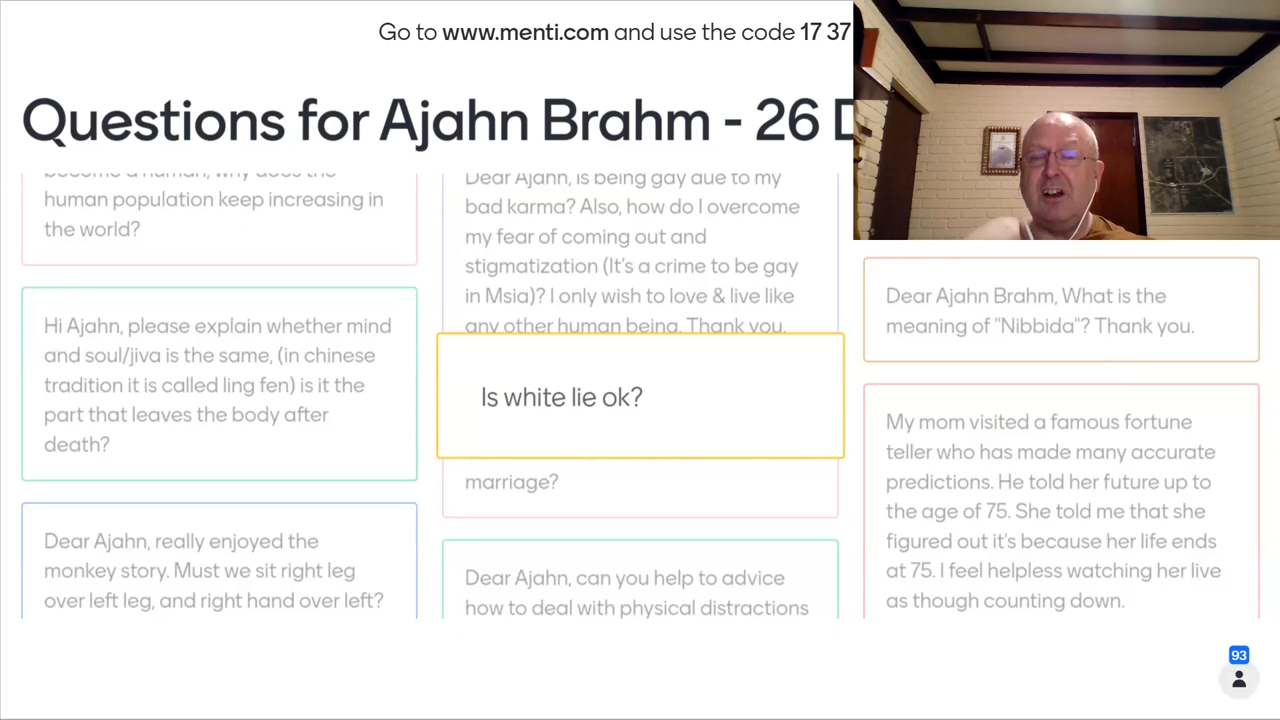 Go to www.menti.com and use the code 17 37
Questions for Ajahn Brahm - 26 D
become a human, why does the
human population keep increasing in
the world?
Hi Ajahn, please explain whether mind
and soul/jiva is the same, (in chinese
tradition it is called ling fen) is it the
part that leaves the body after
death?
Dear Ajahn, really enjoyed the
monkey story. Must we sit right leg
over left leg, and right hand over left?
Dear Ajahn, is being gay due to my
bad karma? Also, how do I overcome
my fear of coming out and
stigmatization (It's a crime to be gay
in Msia)? I only wish to love & live like
any other human being. Thank you.
Is white lie ok?
marriage?
Dear Ajahn, can you help to advice
how to deal with physical distractions
Dear Ajahn Brahm, What is the
meaning of "Nibbida"? Thank you.
My mom visited a famous fortune
teller who has made many accurate
predictions. He told her future up to
the age of 75. She told me that she
figured out it's because her life ends
at 75. I feel helpless watching her live
as though counting down.
93